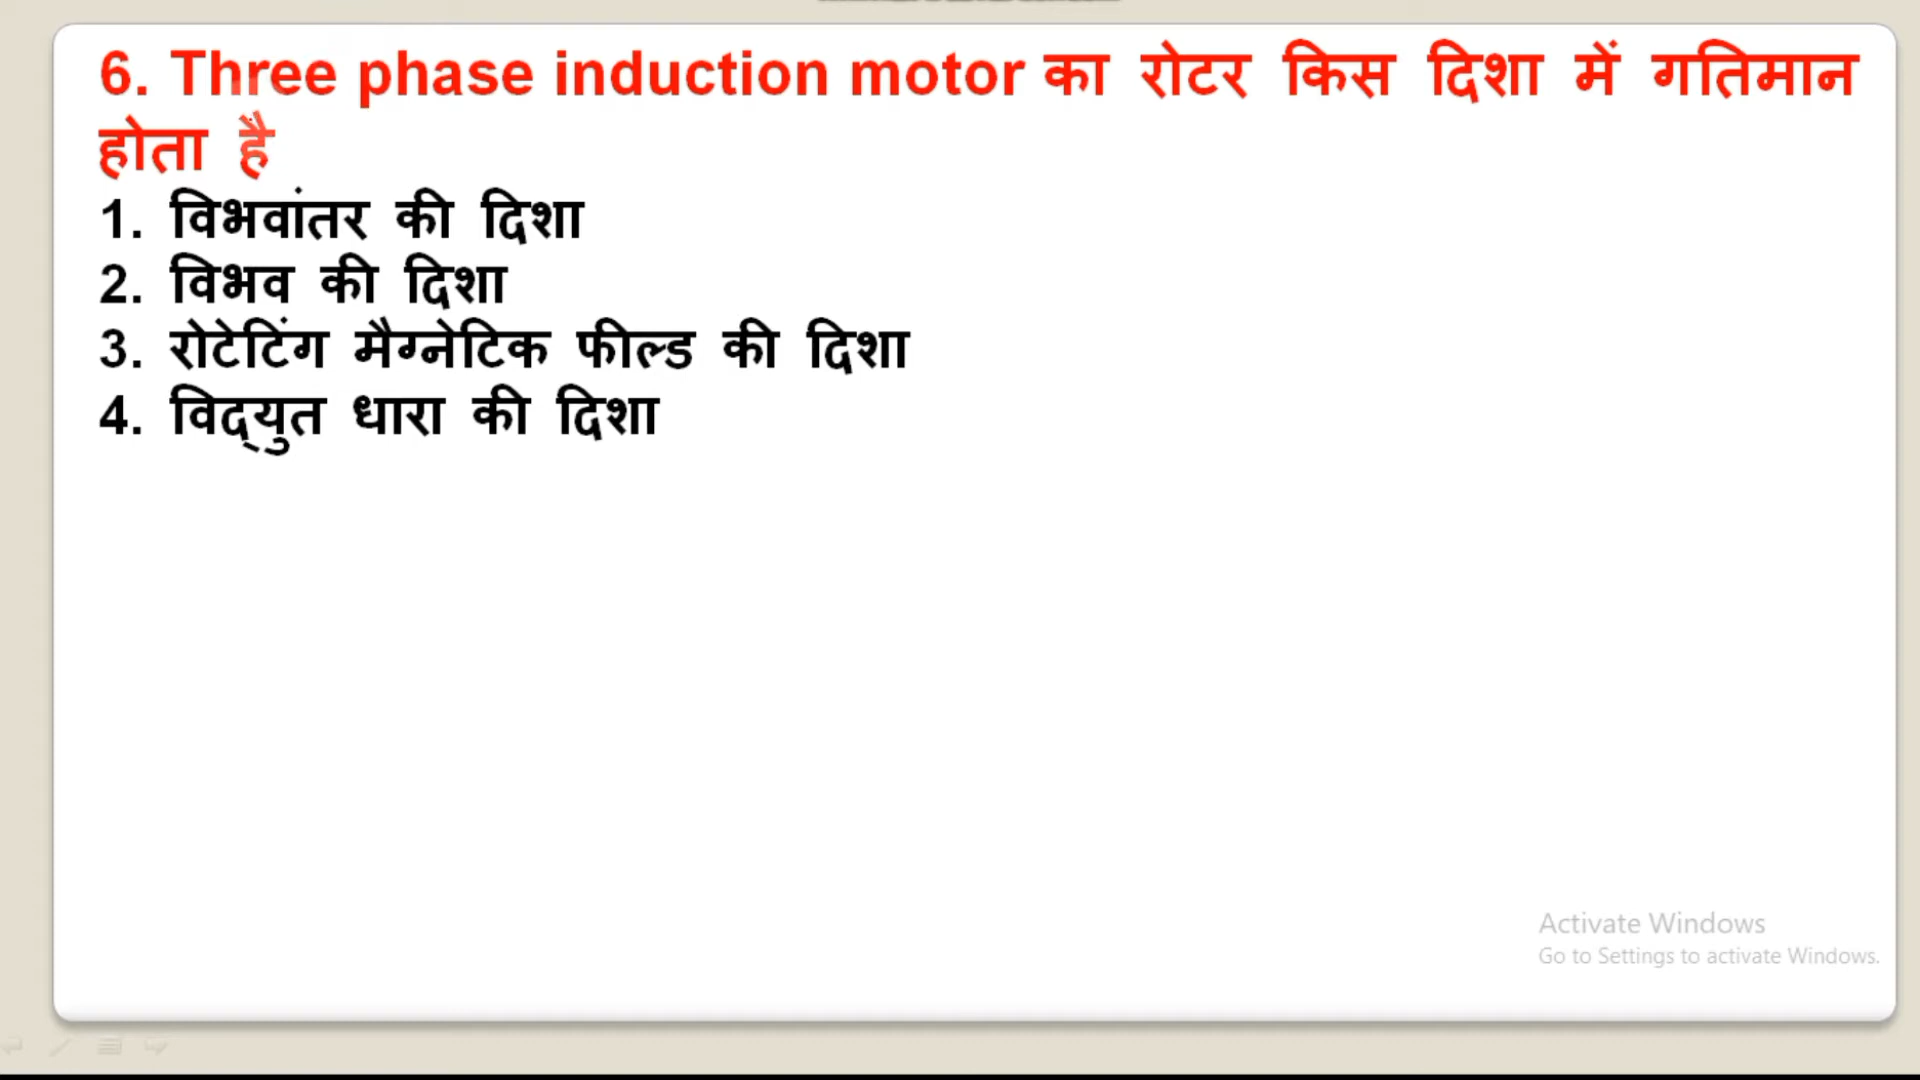 6. Three phase induction motor का रोटर किस दिशा में गतिमान
होता है
1. विभवांतर की दिशा
2. विभव की दिशा
3. रोटेटिंग मैग्नेटिक फील्ड की दिशा
4. विद्युत धारा की दिशा
Activate Windows
Go to Settings to activate Windows.